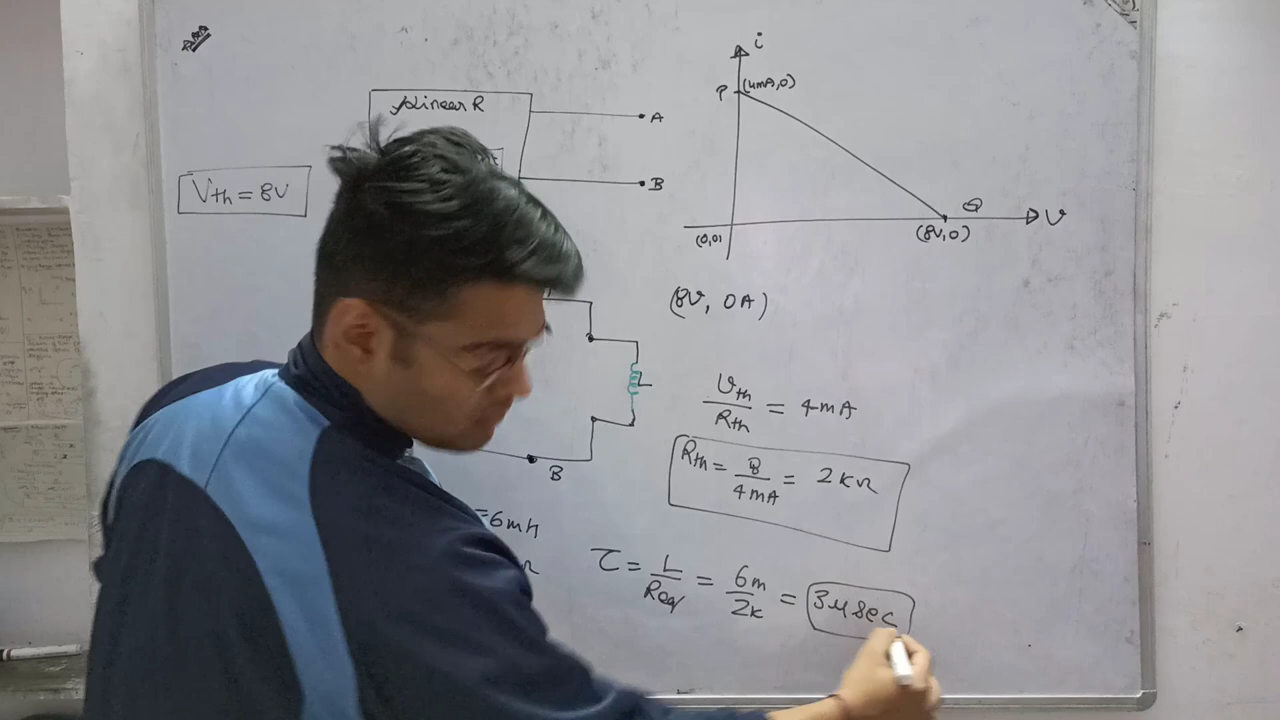 Linear R
A
B
Vth = 8V
i
P (4mA,0)
Q
V
(0,0)
(8V,0)
(8V, 0A)
L
B
Vth/Rth = 4mA
Rth = 8/4mA = 2kΩ
=6mH
τ = L/Req = 6m/2k = 3μsec